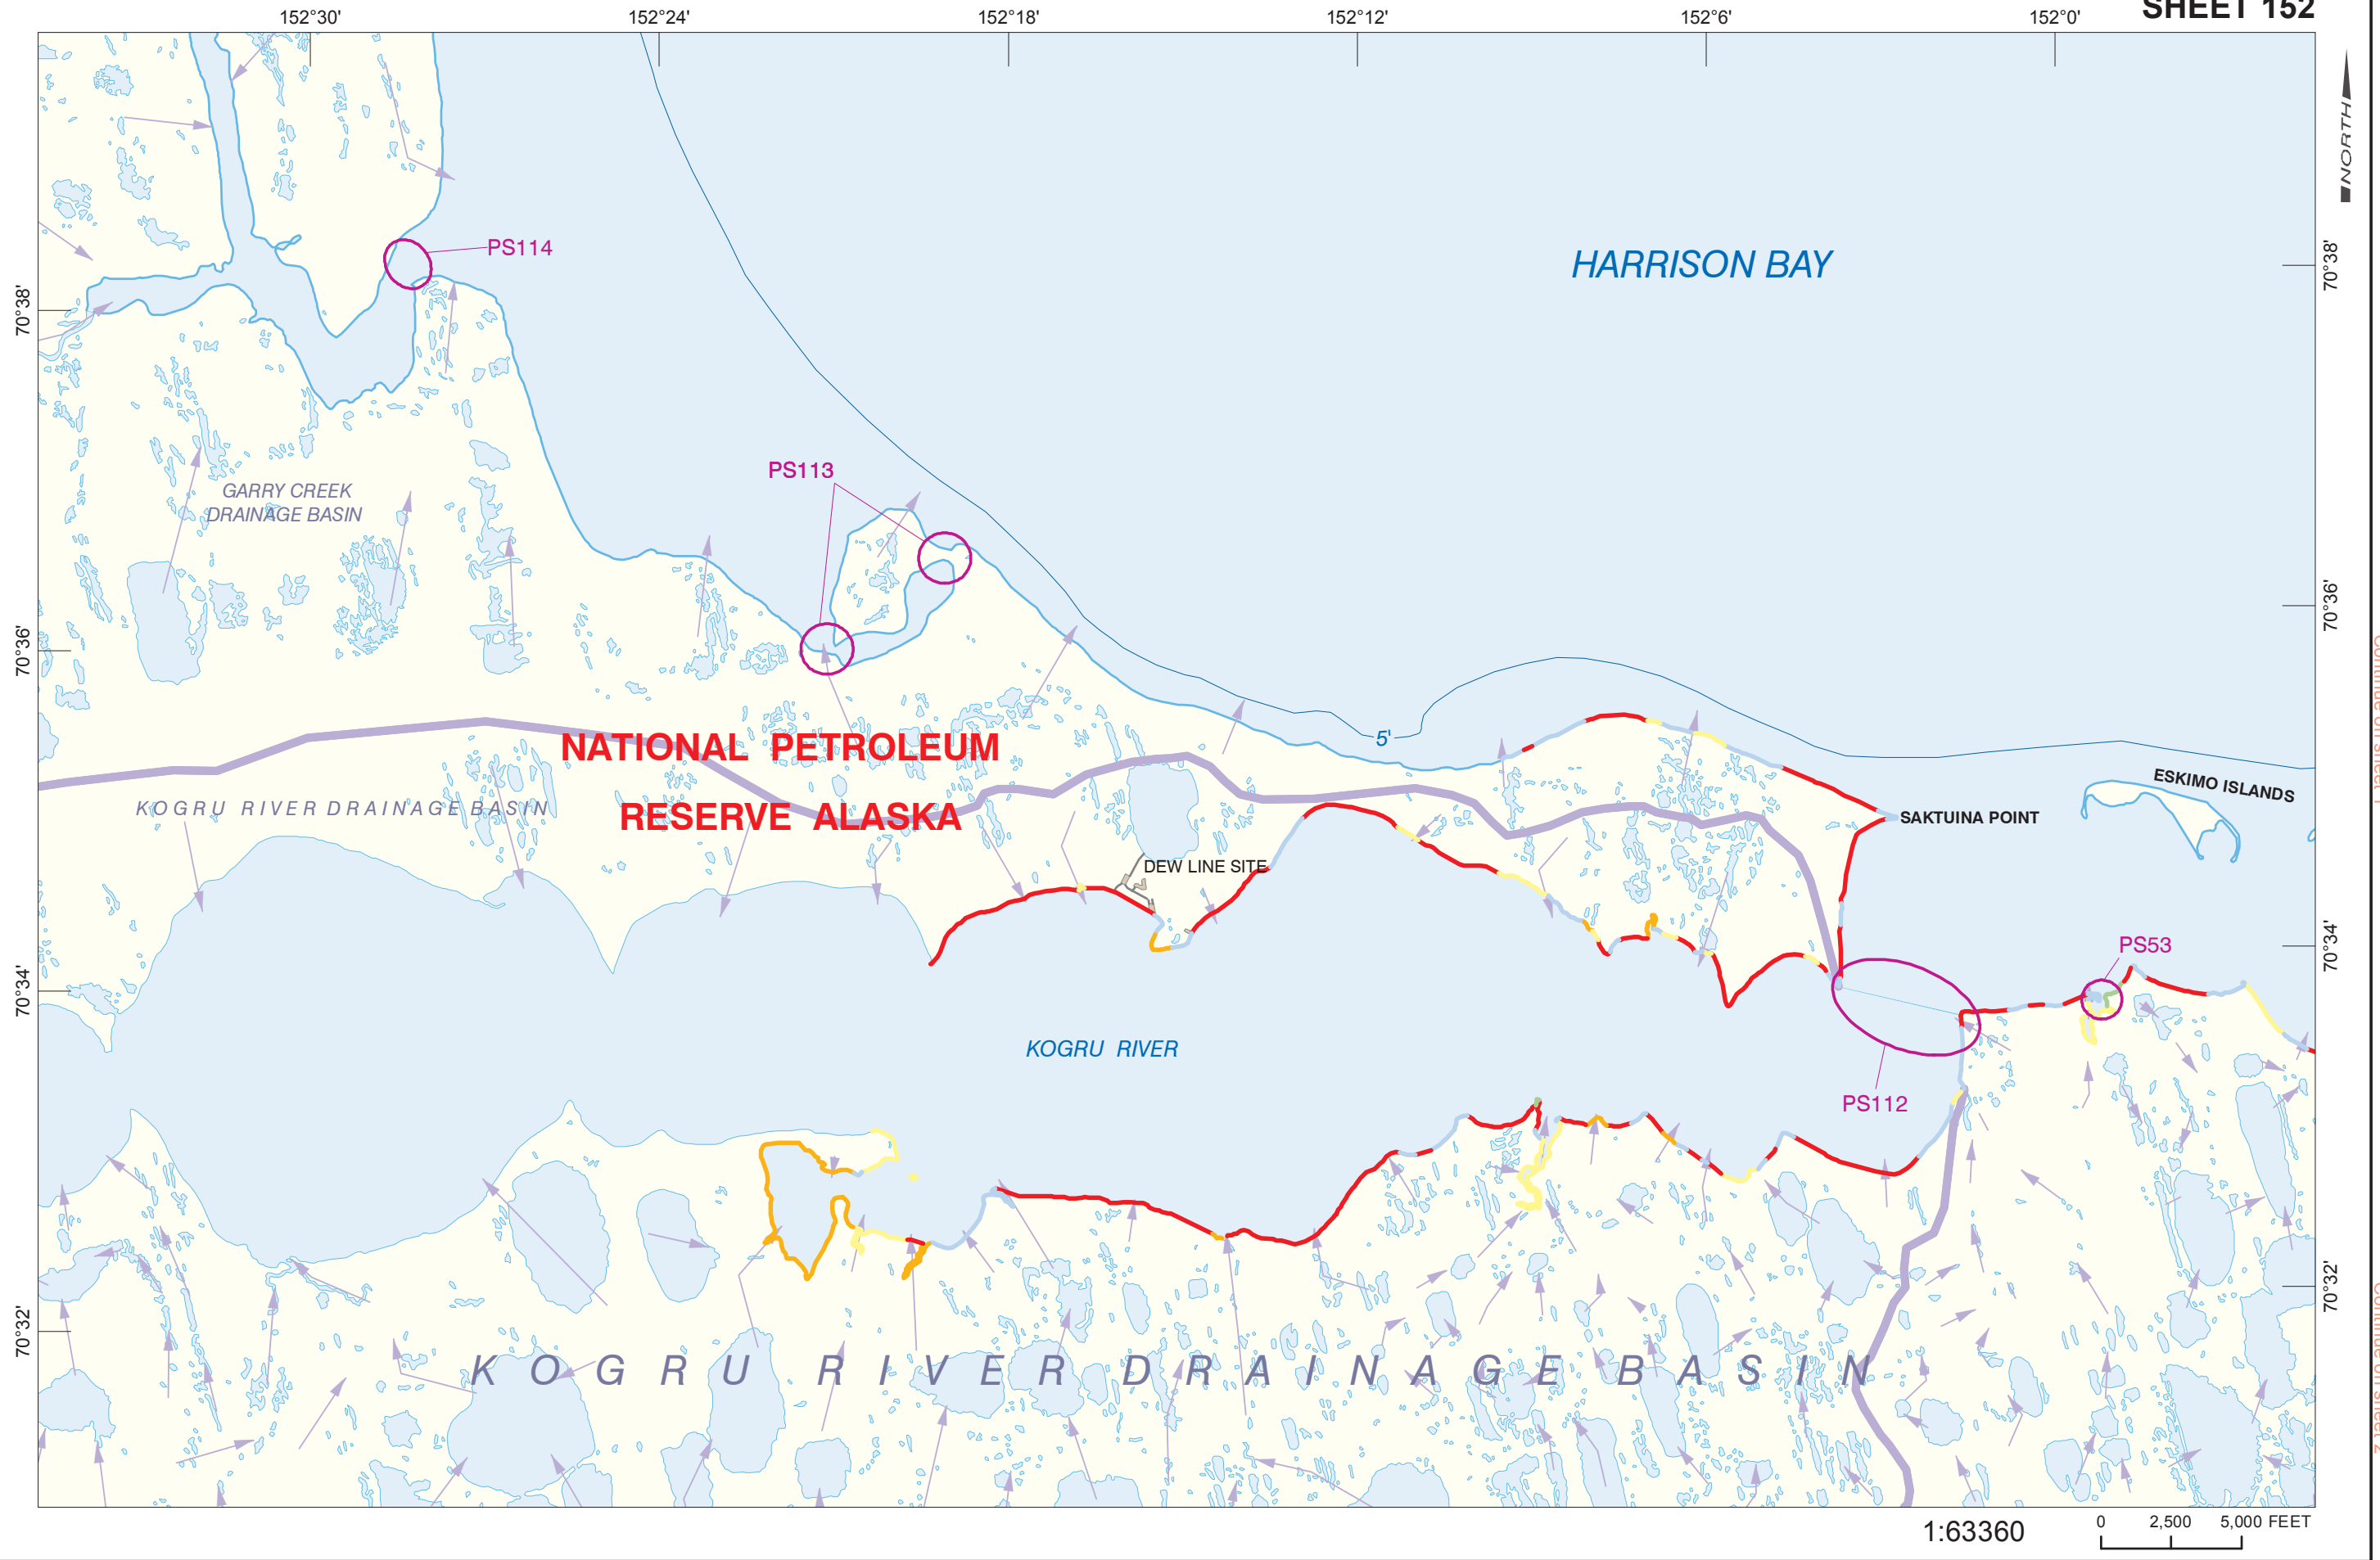 SHEET 152
152°30' 152°24' 152°18' 152°12' 152°6' 152°0'
NORTH
PS114
HARRISON BAY
70°38' 70°38'
PS113
GARRY CREEK
DRAINAGE BASIN
70°36' 70°36'
NATIONAL PETROLEUM
5'
ESKIMO ISLANDS
KOGRU RIVER DRAINAGE BASIN
RESERVE ALASKA
SAKTUINA POINT
DEW LINE SITE
PS53
70°34' 70°34'
KOGRU RIVER
PS112
70°32' 70°32'
KOGRU RIVER DRAINAGE BASIN
1:63360
0 2,500 5,000 FEET